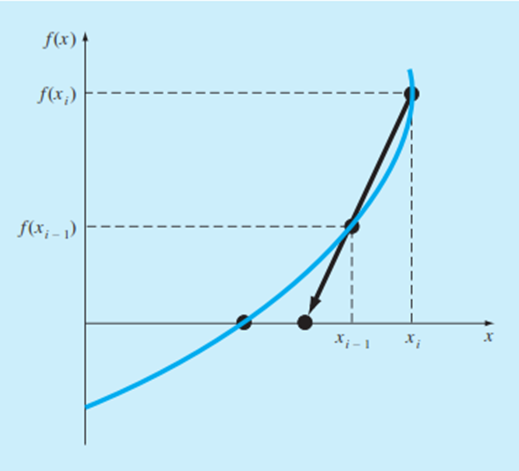 f(x)
f(xᵢ)
f(xᵢ₋₁)
xᵢ₋₁ xᵢ x